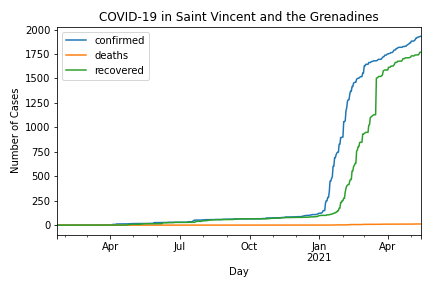 COVID-19 in Saint Vincent and the Grenadines
confirmed
deaths
recovered
Number of Cases
2000
1750
1500
1250
1000
750
500
250
0
Apr
Jul
Oct
Jan
2021
Apr
Day